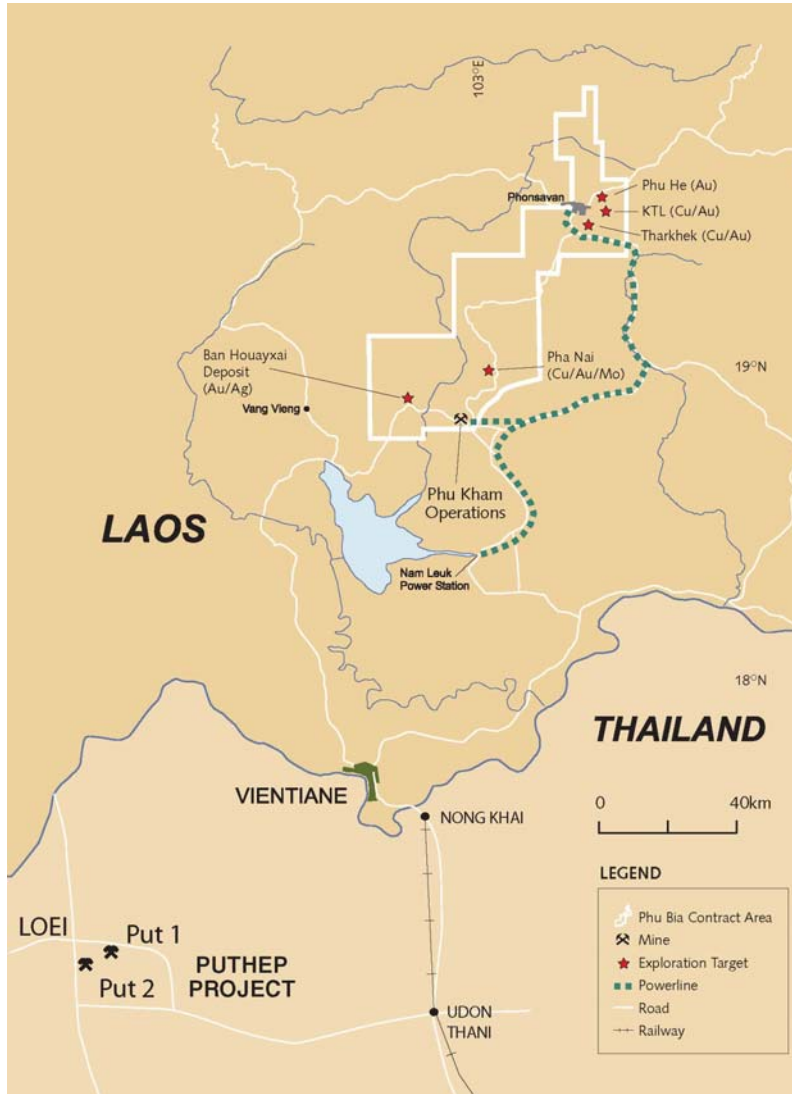 103°E
Phonsavan
Phu He (Au)
KTL (Cu/Au)
Tharkhek (Cu/Au)
Ban Houayxai
Deposit
(Au/Ag)
Pha Nai
(Cu/Au/Mo)
19°N
Vang Vieng
Phu Kham
Operations
LAOS
Nam Leuk
Power Station
18°N
THAILAND
VIENTIANE
0 40km
NONG KHAI
LEGEND
Phu Bia Contract Area
Mine
Exploration Target
Powerline
Road
Railway
LOEI
Put 1
Put 2
PUTHEP
PROJECT
UDON
THANI